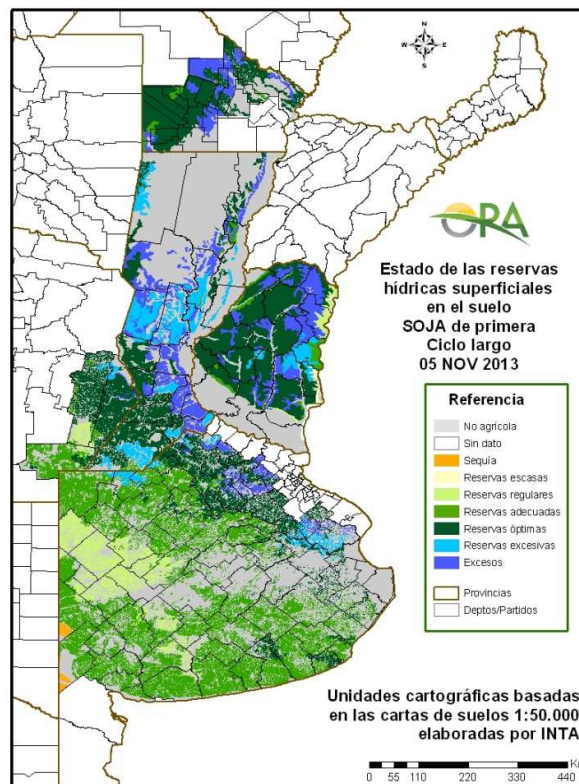 N
W E
S
ORA
Estado de las reservas
hídricas superficiales
en el suelo
SOJA de primera
Ciclo largo
05 NOV 2013
Referencia
No agrícola
Sin dato
Sequía
Reservas escasas
Reservas regulares
Reservas adecuadas
Reservas óptimas
Reservas excesivas
Excesos
Provincias
Deptos/Partidos
Unidades cartográficas basadas
en las cartas de suelos 1:50.000
elaboradas por INTA
0 55 110 220 330 440